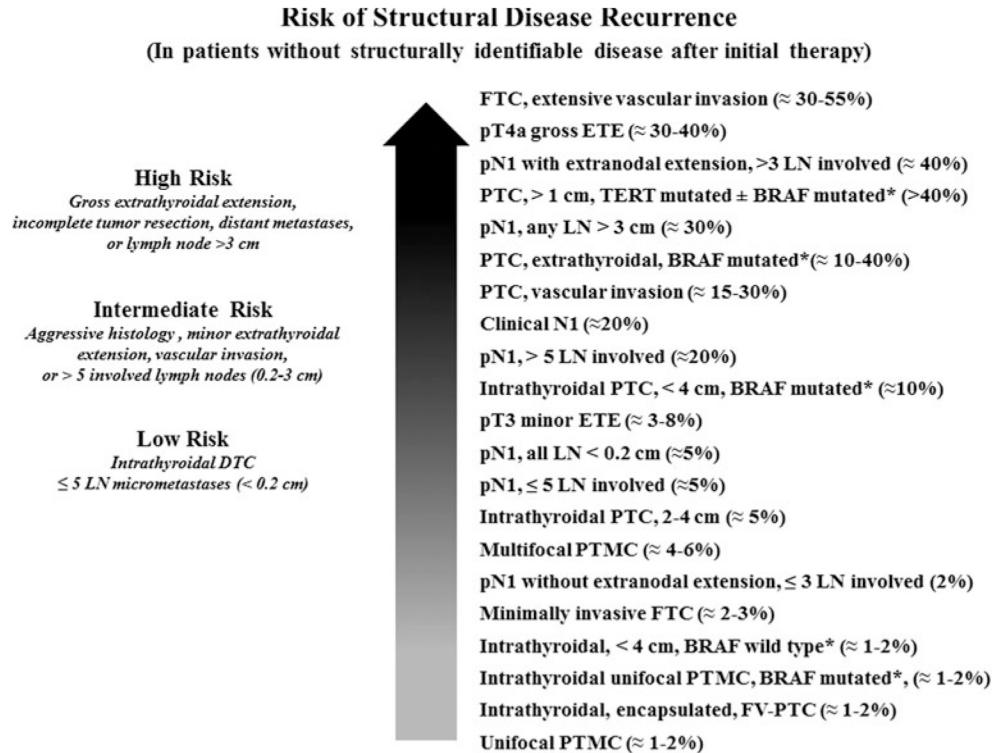 Risk of Structural Disease Recurrence
(In patients without structurally identifiable disease after initial therapy)
High Risk
Gross extrathyroidal extension,
incomplete tumor resection, distant metastases,
or lymph node >3 cm
Intermediate Risk
Aggressive histology , minor extrathyroidal
extension, vascular invasion,
or > 5 involved lymph nodes (0.2-3 cm)
Low Risk
Intrathyroidal DTC
≤ 5 LN micrometastases (< 0.2 cm)
FTC, extensive vascular invasion (≈ 30-55%)
pT4a gross ETE (≈ 30-40%)
pN1 with extranodal extension, >3 LN involved (≈ 40%)
PTC, > 1 cm, TERT mutated ± BRAF mutated* (>40%)
pN1, any LN > 3 cm (≈ 30%)
PTC, extrathyroidal, BRAF mutated*(≈ 10-40%)
PTC, vascular invasion (≈ 15-30%)
Clinical N1 (≈20%)
pN1, > 5 LN involved (≈20%)
Intrathyroidal PTC, < 4 cm, BRAF mutated* (≈10%)
pT3 minor ETE (≈ 3-8%)
pN1, all LN < 0.2 cm (≈5%)
pN1, ≤ 5 LN involved (≈5%)
Intrathyroidal PTC, 2-4 cm (≈ 5%)
Multifocal PTMC (≈ 4-6%)
pN1 without extranodal extension, ≤ 3 LN involved (2%)
Minimally invasive FTC (≈ 2-3%)
Intrathyroidal, < 4 cm, BRAF wild type* (≈ 1-2%)
Intrathyroidal unifocal PTMC, BRAF mutated*, (≈ 1-2%)
Intrathyroidal, encapsulated, FV-PTC (≈ 1-2%)
Unifocal PTMC (≈ 1-2%)